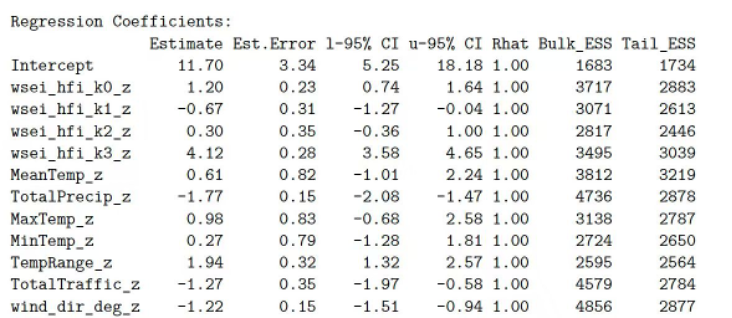 Regression Coefficients:
Estimate Est.Error l-95% CI u-95% CI Rhat Bulk_ESS Tail_ESS
Intercept 11.70 3.34 5.25 18.18 1.00 1683 1734
wsei_hfi_k0_z 1.20 0.23 0.74 1.64 1.00 3717 2883
wsei_hfi_k1_z -0.67 0.31 -1.27 -0.04 1.00 3071 2613
wsei_hfi_k2_z 0.30 0.35 -0.36 1.00 1.00 2817 2446
wsei_hfi_k3_z 4.12 0.28 3.58 4.65 1.00 3495 3039
MeanTemp_z 0.61 0.82 -1.01 2.24 1.00 3812 3219
TotalPrecip_z -1.77 0.15 -2.08 -1.47 1.00 4736 2878
MaxTemp_z 0.98 0.83 -0.68 2.58 1.00 3138 2787
MinTemp_z 0.27 0.79 -1.28 1.81 1.00 2724 2650
TempRange_z 1.94 0.32 1.32 2.57 1.00 2595 2564
TotalTraffic_z -1.27 0.35 -1.97 -0.58 1.00 4579 2784
wind_dir_deg_z -1.22 0.15 -1.51 -0.94 1.00 4856 2877